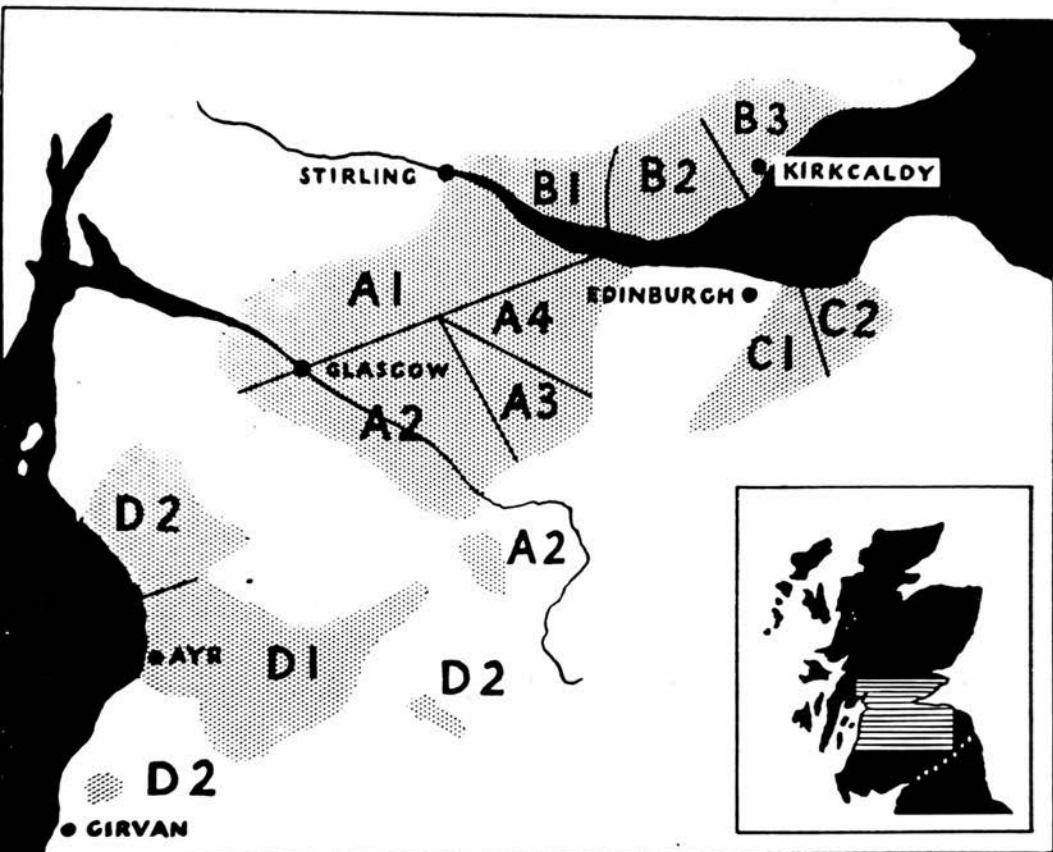 B3
STIRLING
B1
B2
KIRKCALDY
A1
EDINBURGH
A4
C2
C1
GLASGOW
A3
A2
D2
A2
AYR
D1
D2
D2
GIRVAN